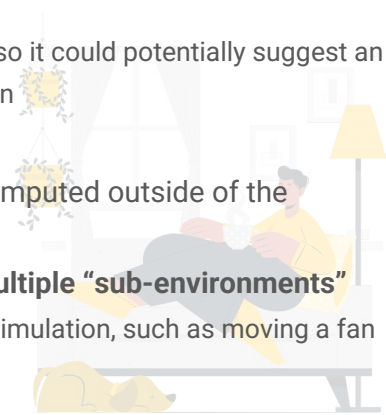 so it could potentially suggest an
n
mputed outside of the
ultiple “sub-environments”
imulation, such as moving a fan